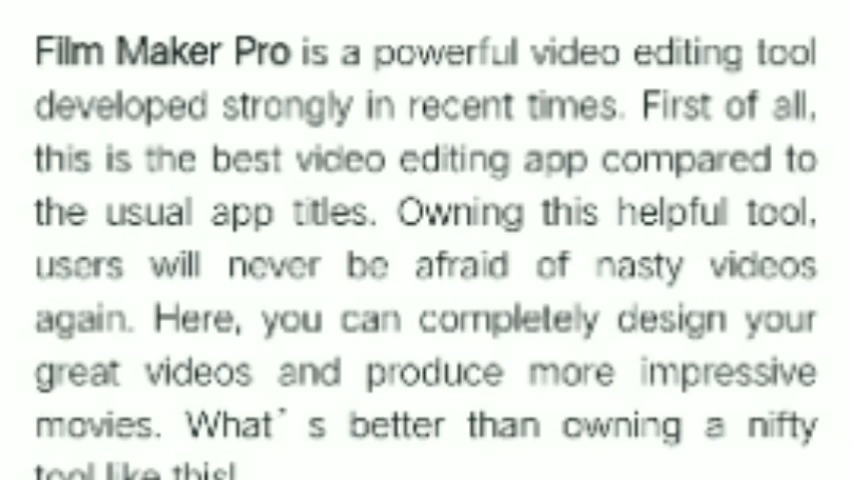 Film Maker Pro is a powerful video editing tool
developed strongly in recent times. First of all,
this is the best video editing app compared to
the usual app titles. Owning this helpful tool,
users will never be afraid of nasty videos
again. Here, you can completely design your
great videos and produce more impressive
movies. What’ s better than owning a nifty
tool like this!